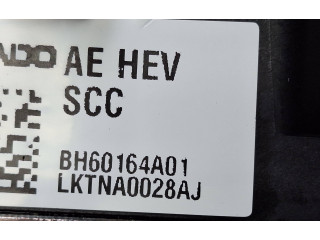 AE HEV
SCC
BH60164A01
LKTNA0028AJ